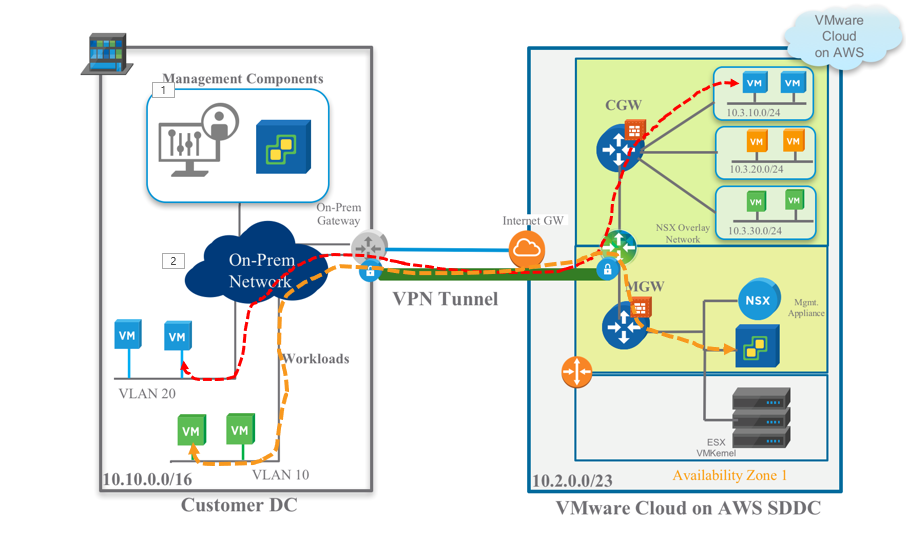 VMware
Cloud
on AWS
Management Components
1
CGW
VM
VM
10.3.10.0/24
VM
VM
10.3.20.0/24
VM
VM
10.3.30.0/24
NSX Overlay
Network
On-Prem
Gateway
Internet GW
2
On-Prem
Network
VPN Tunnel
MGW
NSX
Mgmt.
Appliance
VM
VM
Workloads
VLAN 20
VM
VM
VLAN 10
ESX
VMKernel
10.10.0.0/16
10.2.0.0/23
Availability Zone 1
Customer DC
VMware Cloud on AWS SDDC